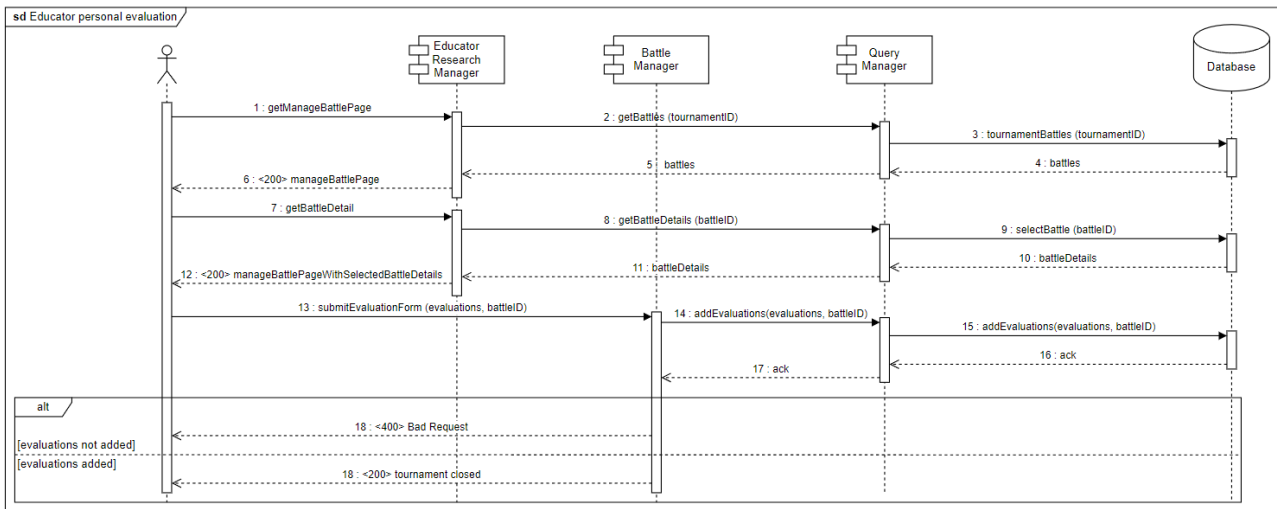 sd Educator personal evaluation
Educator
Research
Manager
Battle
Manager
Query
Manager
Database
1 : getManageBattlePage
2 : getBattles (tournamentID)
3 : tournamentBattles (tournamentID)
4 : battles
5 : battles
6 : <200> manageBattlePage
7 : getBattleDetail
8 : getBattleDetails (battleID)
9 : selectBattle (battleID)
10 : battleDetails
11 : battleDetails
12 : <200> manageBattlePageWithSelectedBattleDetails
13 : submitEvaluationForm (evaluations, battleID)
14 : addEvaluations(evaluations, battleID)
15 : addEvaluations(evaluations, battleID)
16 : ack
17 : ack
alt
18 : <400> Bad Request
[evaluations not added]
[evaluations added]
18 : <200> tournament closed